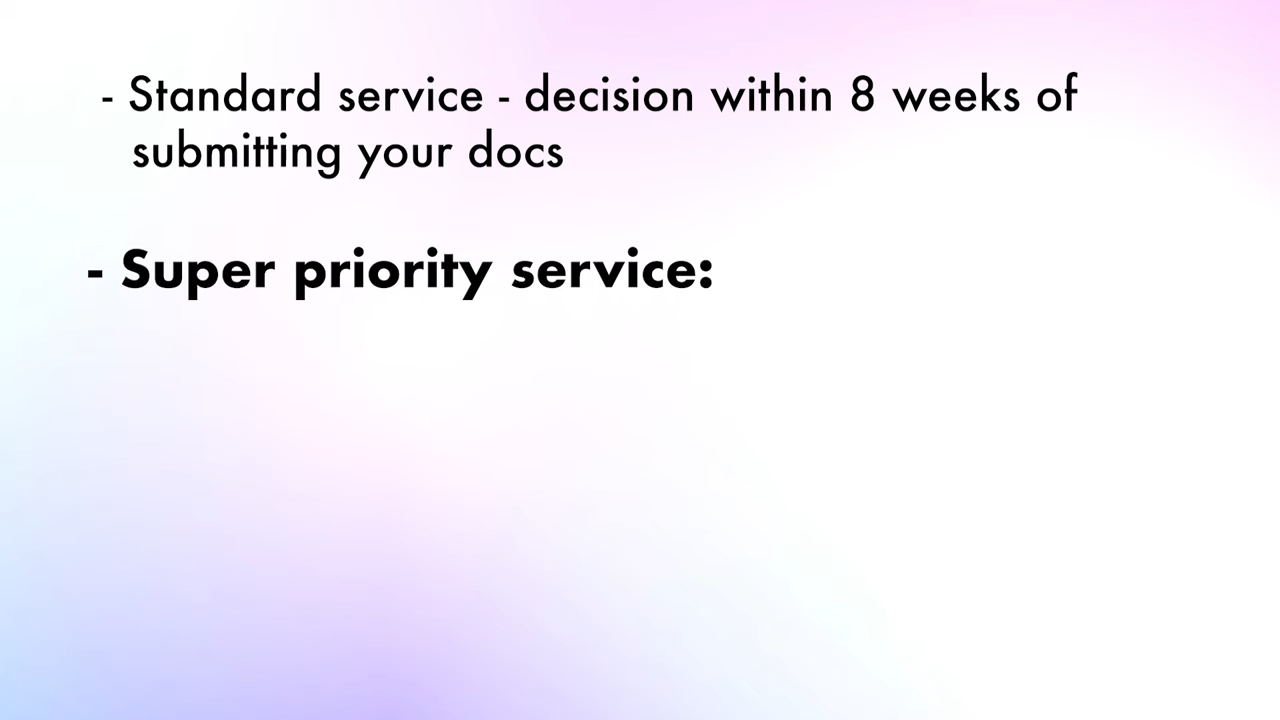 - Standard service - decision within 8 weeks of
submitting your docs
- Super priority service: